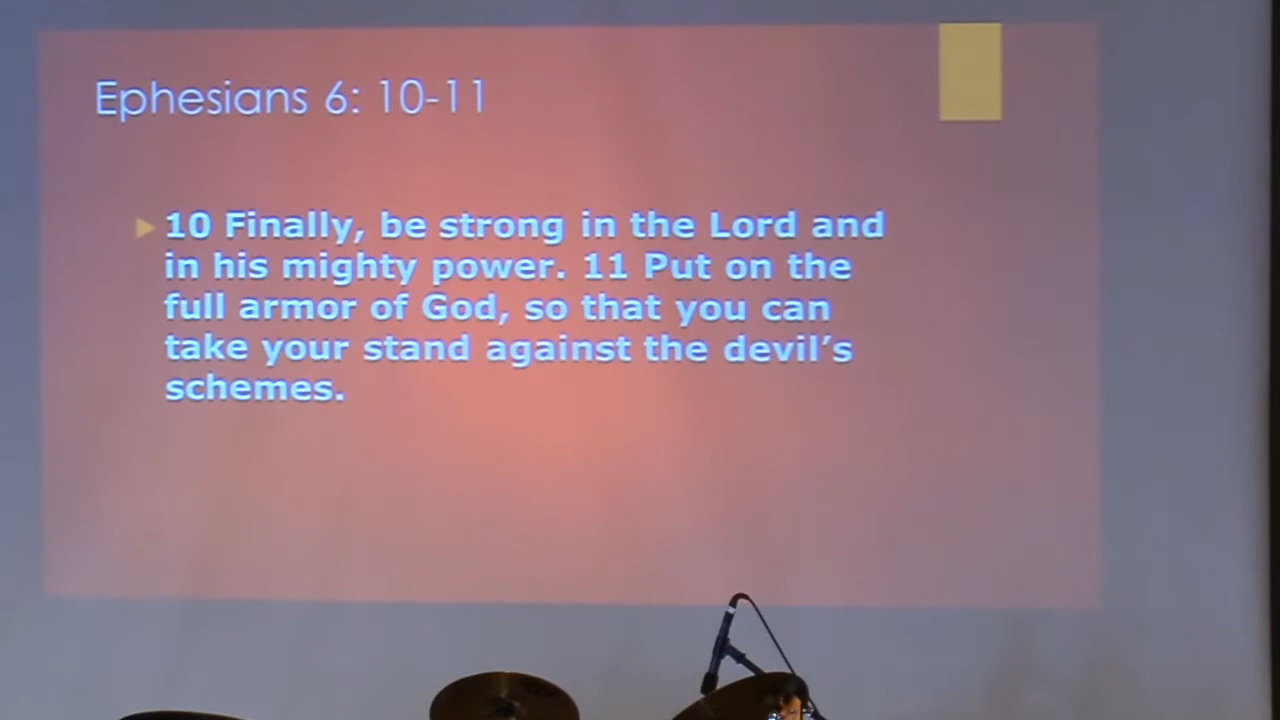 Ephesians 6: 10-11
10 Finally, be strong in the Lord and
in his mighty power. 11 Put on the
full armor of God, so that you can
take your stand against the devil’s
schemes.